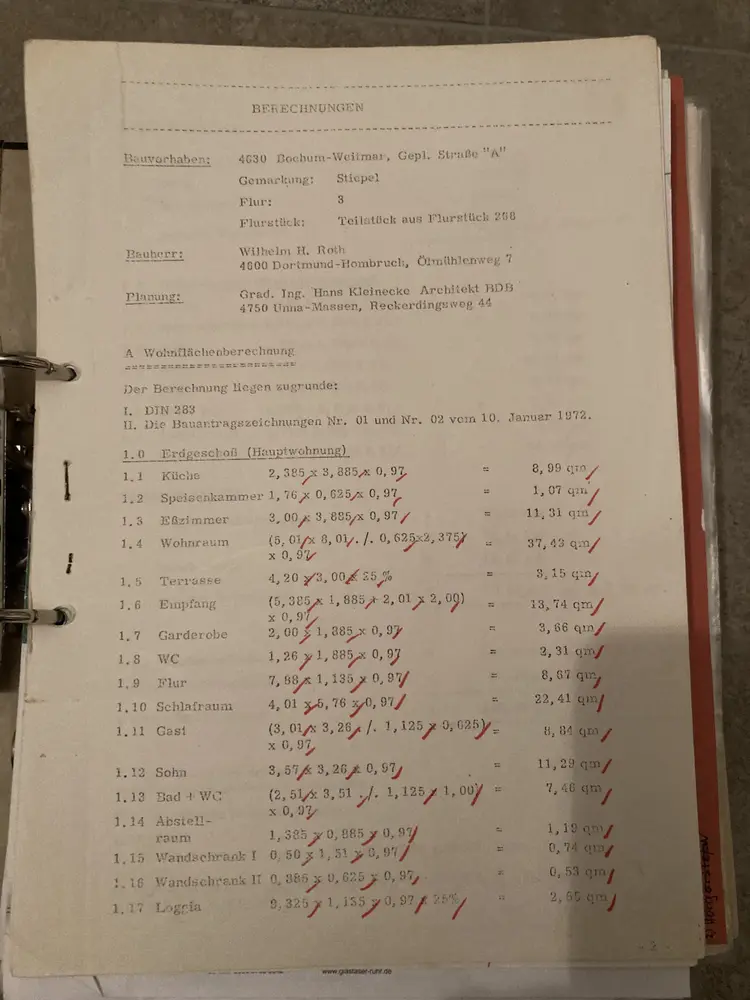 BERECHNUNGEN
Bauvorhaben: 4630 Bochum-Weitmar, Gepl. Straße "A"
Gemarkung: Stiepel
Flur: 3
Flurstück: Teilstück aus Flurstück 266
Bauherr: Wilhelm H. Roth
4600 Dortmund-Hombruch, Ölmühlenweg 7
Planung: Grad. Ing. Hans Kleinecke Architekt BDB
4750 Unna-Massen, Reckerdingsweg 44
A Wohnflächenberechnung
Der Berechnung liegen zugrunde:
I. DIN 283
II. Die Bauantragszeichnungen Nr. 01 und Nr. 02 vom 10. Januar 1972.
1.0 Erdgeschoß (Hauptwohnung)
1.1 Küche 2,385 x 3,885 x 0,97 = 8,99 qm
1.2 Speisenkammer 1,76 x 0,625 x 0,97 = 1,07 qm
1.3 Eßzimmer 3,00 x 3,885 x 0,97 = 11,31 qm
1.4 Wohnraum (5,01 x 8,01 ./. 0,625x2,375) = 37,43 qm
x 0,97
1.5 Terrasse 4,20 x 3,00 x 25 % = 3,15 qm
1.6 Empfang (5,385 x 1,885 + 2,01 x 2,00) = 13,74 qm
x 0,97
1.7 Garderobe 2,00 x 1,885 x 0,97 = 3,66 qm
1.8 WC 1,26 x 1,885 x 0,97 = 2,31 qm
1.9 Flur 7,88 x 1,135 x 0,97 = 8,67 qm
1.10 Schlafraum 4,01 x 5,76 x 0,97 = 22,41 qm
1.11 Gast (3,01 x 3,26 ./. 1,125 x 0,625) = 8,84 qm
x 0,97
1.12 Sohn 3,57 x 3,26 x 0,97 = 11,29 qm
1.13 Bad + WC (2,51 x 3,51 ./. 1,125 x 1,00) = 7,46 qm
x 0,97
1.14 Abstell-
raum 1,385 x 0,885 x 0,97 = 1,19 qm
1.15 Wandschrank I 0,50 x 1,51 x 0,97 = 0,74 qm
1.16 Wandschrank II 0,885 x 0,625 x 0,97 = 0,53 qm
1.17 Loggia 9,325 x 1,135 x 0,97 x 25% = 2,65 qm
- 2 -
www.glastaser-ruhr.de